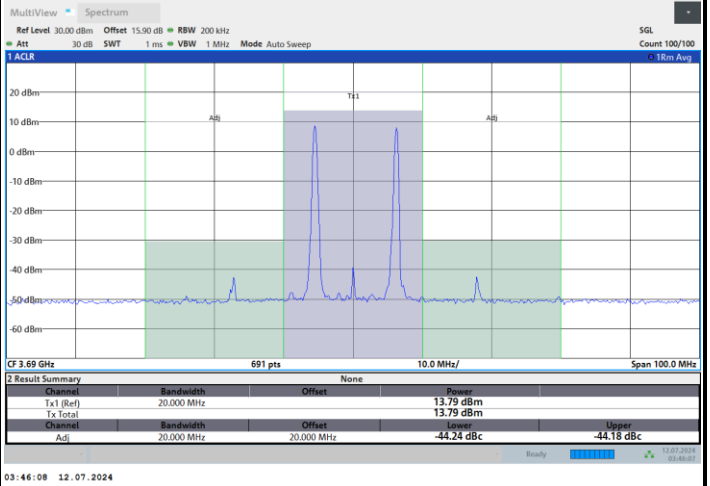 MultiView Spectrum
Ref Level 30.00 dBm Offset 15.90 dB RBW 200 kHz SGL
Att 30 dB SWT 1 ms VBW 1 MHz Mode Auto Sweep Count 100/100
1 ACLR 1Rm Avg
20 dBm
Tx1
10 dBm Adj Adj
0 dBm
-10 dBm
-20 dBm
-30 dBm
-40 dBm
-50 dBm
-60 dBm
CF 3.69 GHz 691 pts 10.0 MHz/ Span 100.0 MHz
2 Result Summary None
Channel Bandwidth Offset Power
Tx1 (Ref) 20.000 MHz 13.79 dBm
Tx Total 13.79 dBm
Channel Bandwidth Offset Lower Upper
Adj 20.000 MHz 20.000 MHz -44.24 dBc -44.18 dBc
Ready 12.07.2024
03:46:07
03:46:08 12.07.2024